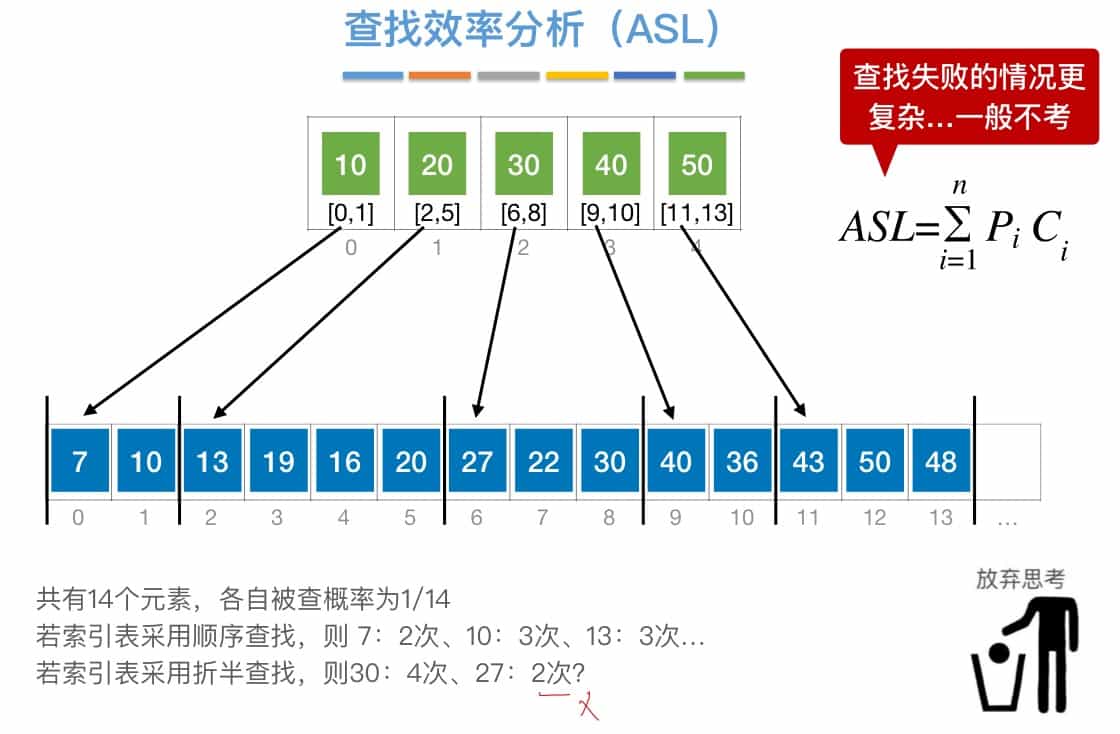 查找效率分析（ASL）
查找失败的情况更
复杂...一般不考
10 20 30 40 50
[0,1] [2,5] [6,8] [9,10] [11,13]
0 1 2 3 4
ASL=∑ Pi Ci
n
i=1
7 10 13 19 16 20 27 22 30 40 36 43 50 48
0 1 2 3 4 5 6 7 8 9 10 11 12 13 ...
放弃思考
共有14个元素，各自被查概率为1/14
若索引表采用顺序查找，则 7：2次、10：3次、13：3次...
若索引表采用折半查找，则30：4次、27：2次?